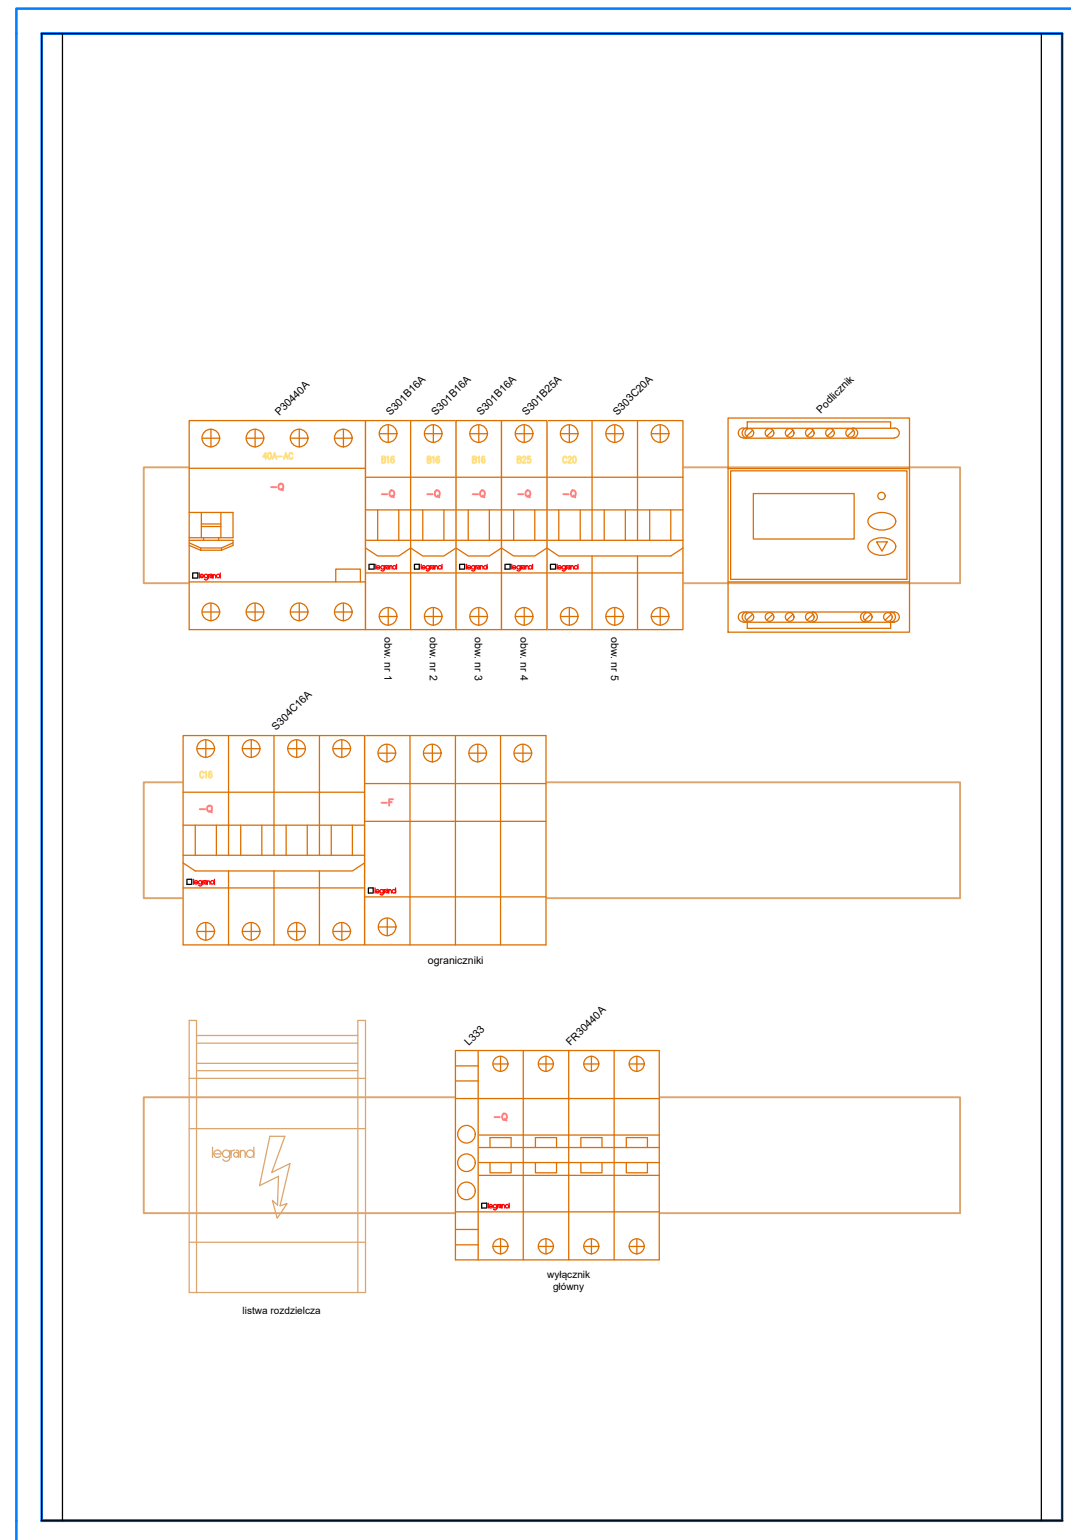 P30440A
S301B16A
S301B16A
S301B16A
S301B25A
S303C20A
Podlicznik
40A-AC
B16
B16
B16
B25
C20
-Q
-Q
-Q
-Q
-Q
-Q
legrand
legrand
legrand
legrand
legrand
legrand
obw. nr 1
obw. nr 2
obw. nr 3
obw. nr 4
obw. nr 5
S304C16A
C16
-Q
-F
legrand
legrand
ograniczniki
L333
FR30440A
-Q
legrand
legrand
wyłącznik
główny
listwa rozdzielcza